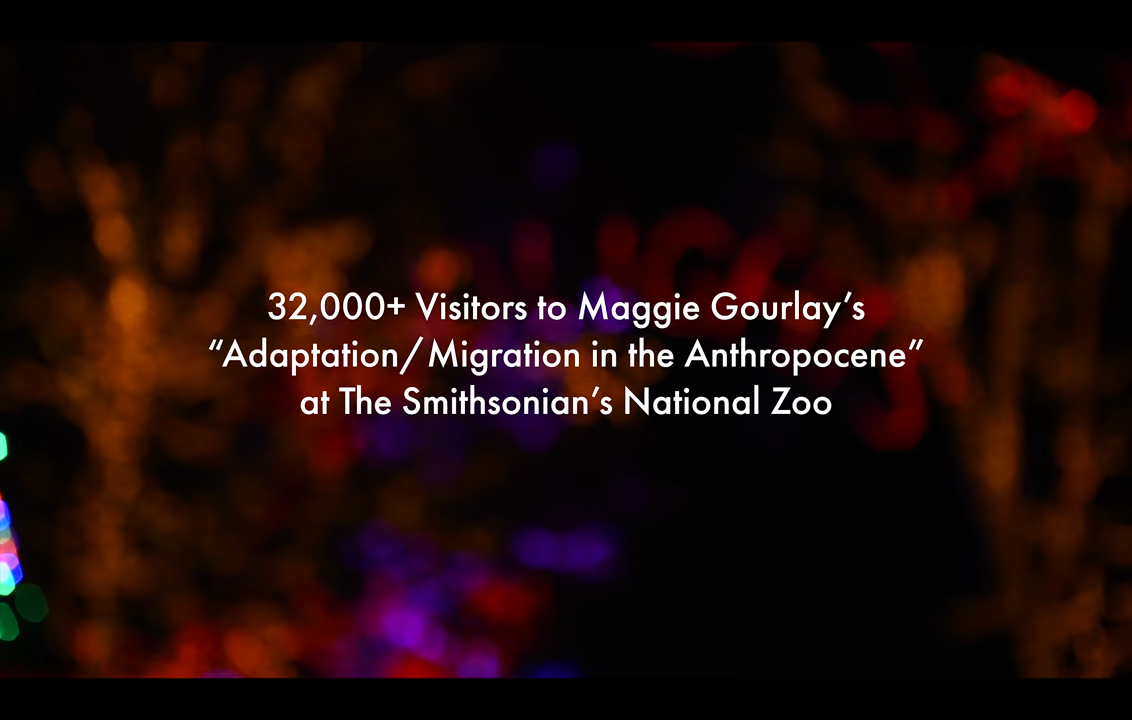 32,000+ Visitors to Maggie Gourlay’s
“Adaptation/Migration in the Anthropocene”
at The Smithsonian’s National Zoo